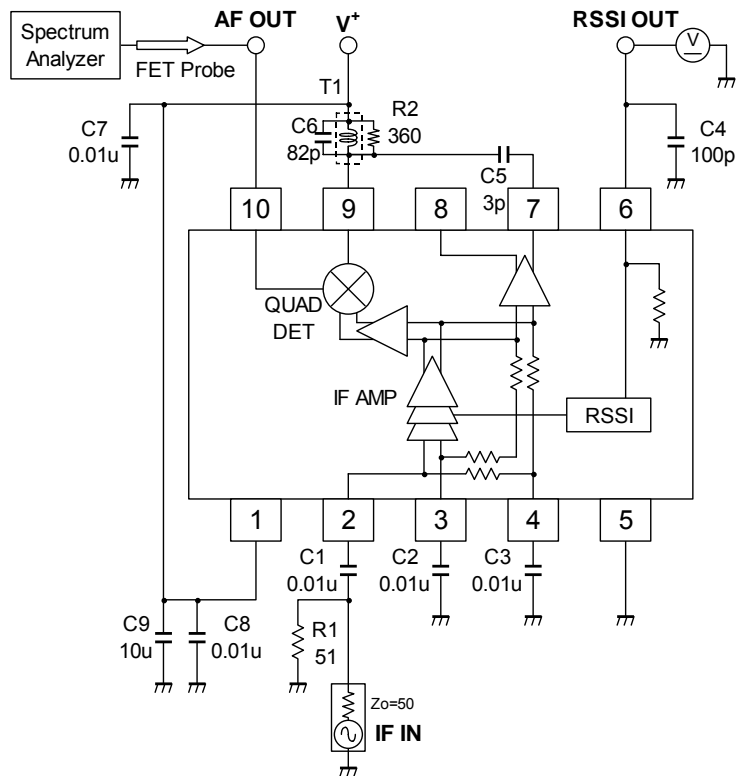 AF OUT
V+
RSSI OUT
Spectrum
Analyzer
FET Probe
V
T1
C7
0.01u
C6
82p
R2
360
C5
3p
C4
100p
10
9
8
7
6
QUAD
DET
IF AMP
RSSI
1
2
3
4
5
C1
0.01u
C2
0.01u
C3
0.01u
C9
10u
C8
0.01u
R1
51
Zo=50
IF IN